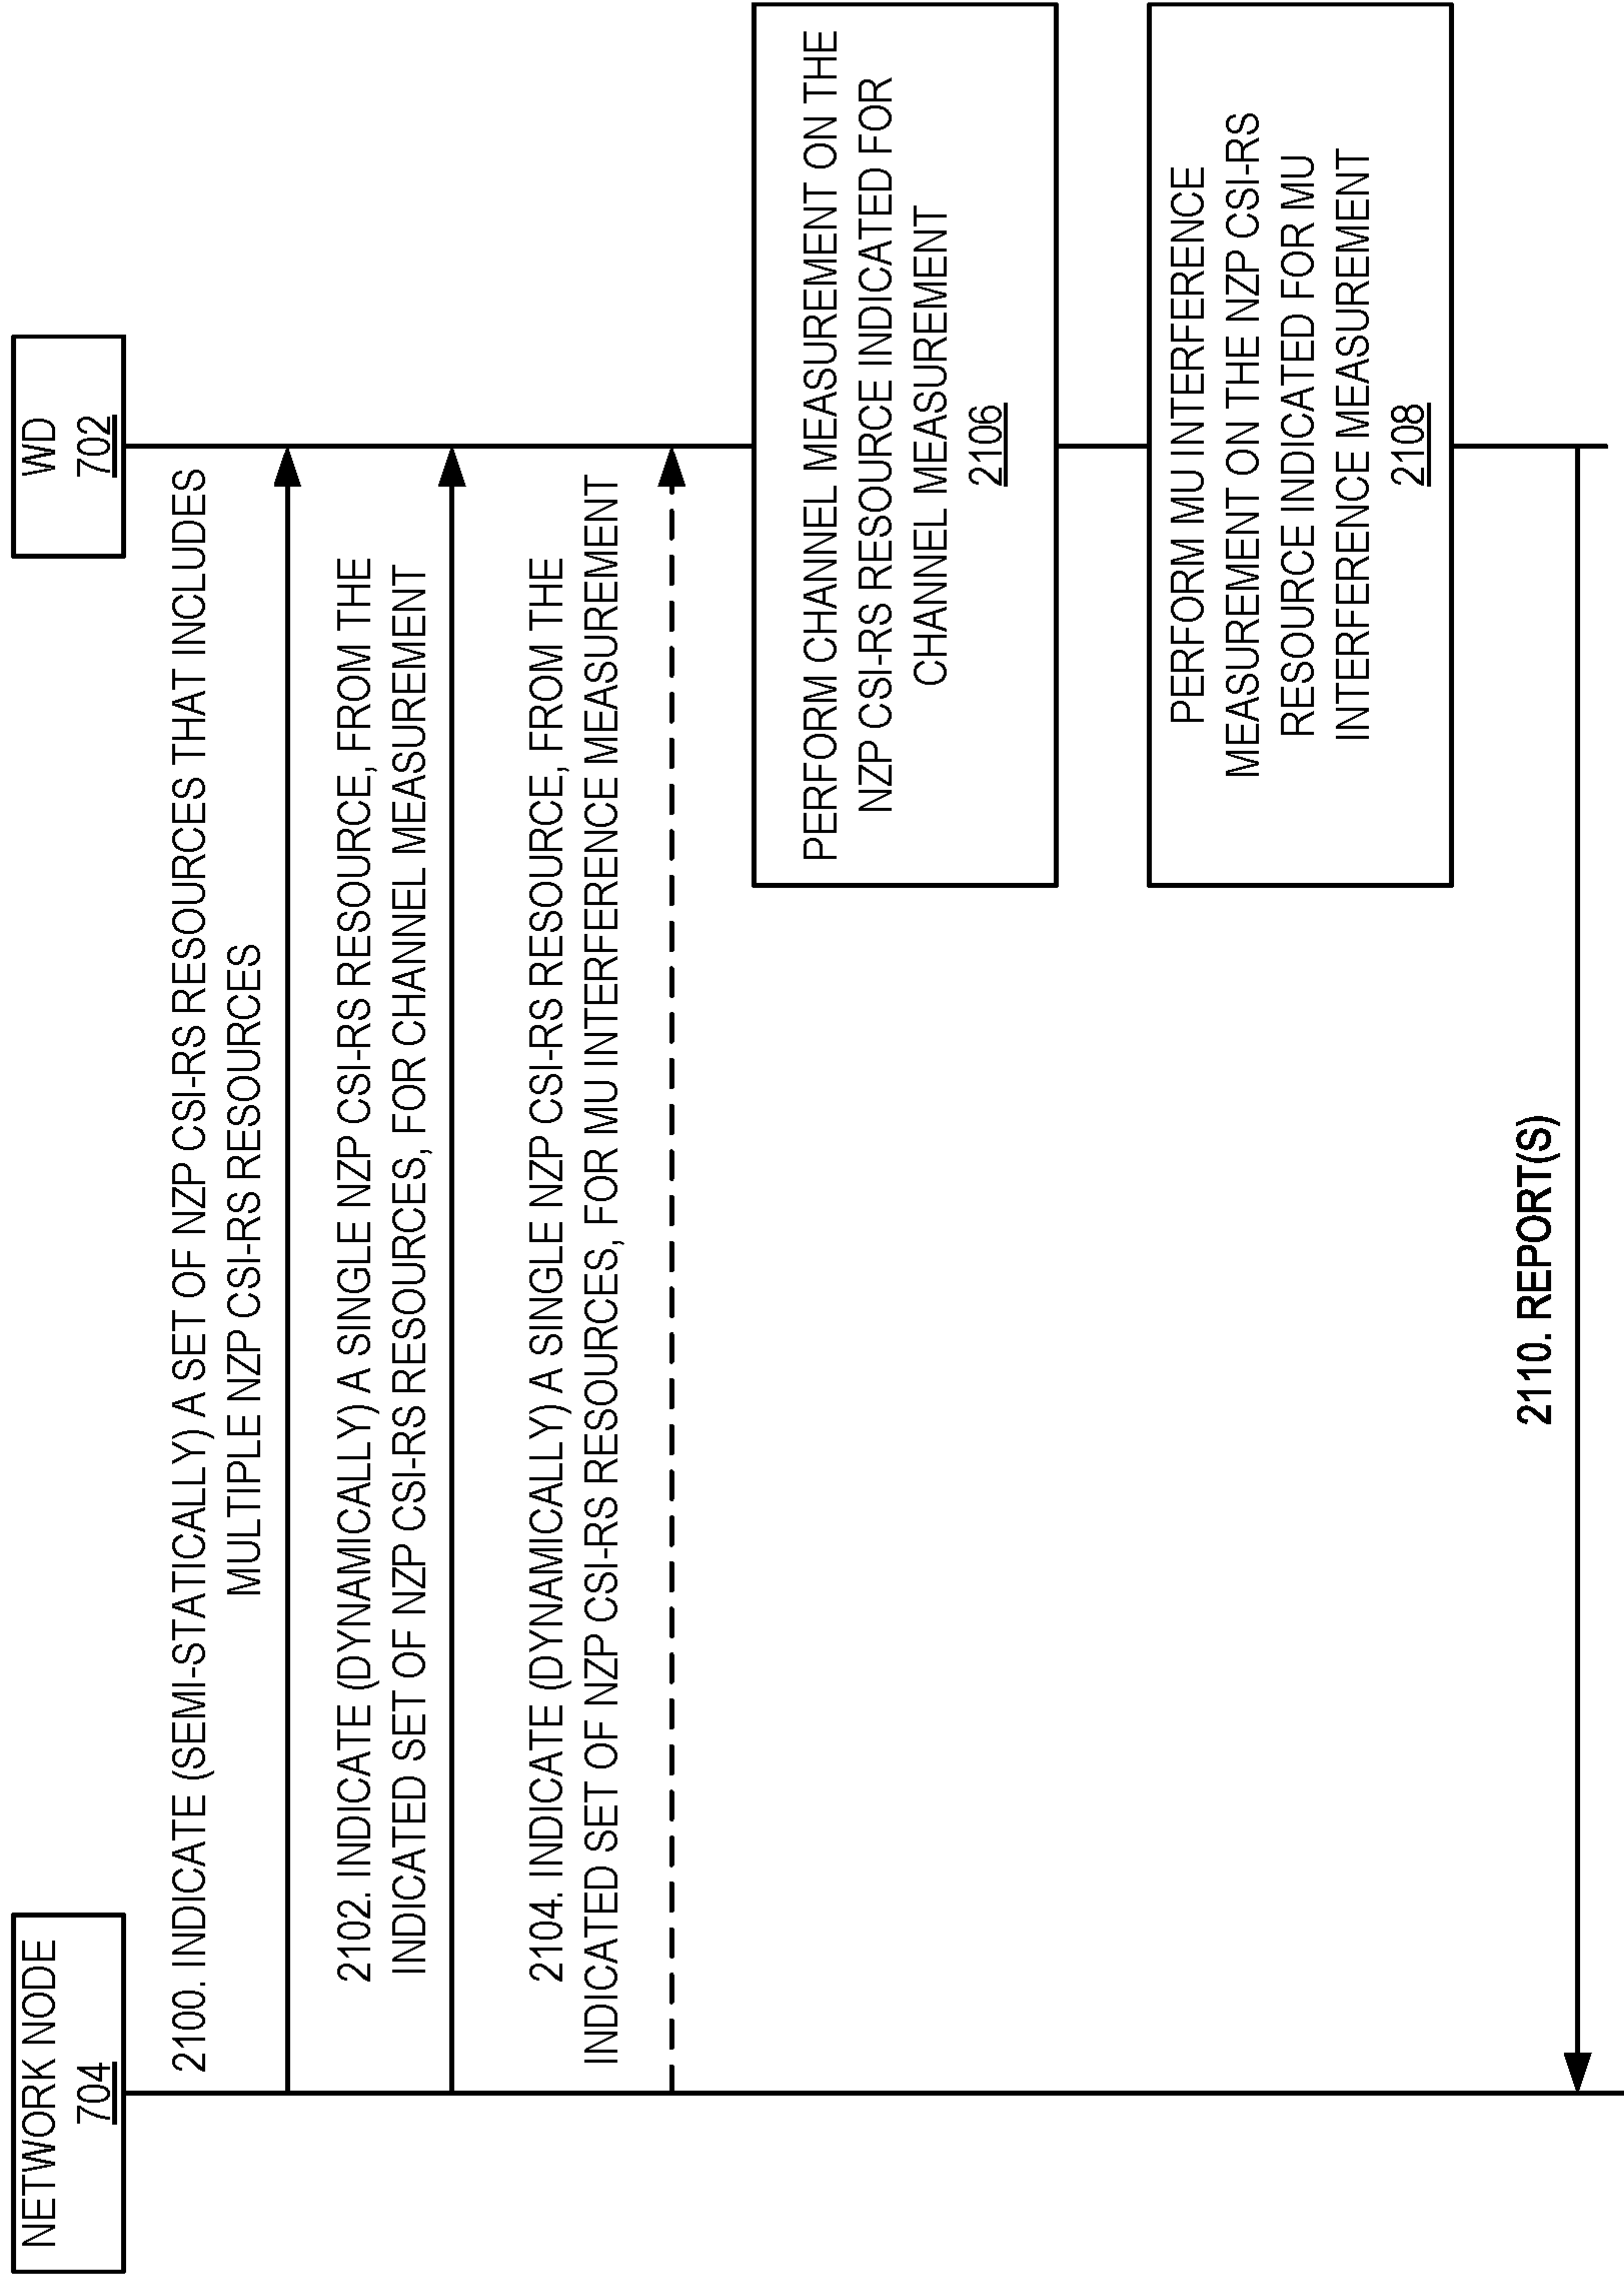 NETWORK NODE
704
WD
702
2100. INDICATE (SEMI-STATICALLY) A SET OF NZP CSI-RS RESOURCES THAT INCLUDES
MULTIPLE NZP CSI-RS RESOURCES
2102. INDICATE (DYNAMICALLY) A SINGLE NZP CSI-RS RESOURCE, FROM THE
INDICATED SET OF NZP CSI-RS RESOURCES, FOR CHANNEL MEASUREMENT
2104. INDICATE (DYNAMICALLY) A SINGLE NZP CSI-RS RESOURCE, FROM THE
INDICATED SET OF NZP CSI-RS RESOURCES, FOR MU INTERFERENCE MEASUREMENT
PERFORM CHANNEL MEASUREMENT ON THE
NZP CSI-RS RESOURCE INDICATED FOR
CHANNEL MEASUREMENT
2106
PERFORM MU INTERFERENCE
MEASUREMENT ON THE NZP CSI-RS
RESOURCE INDICATED FOR MU
INTERFERENCE MEASUREMENT
2108
2110. REPORT(S)